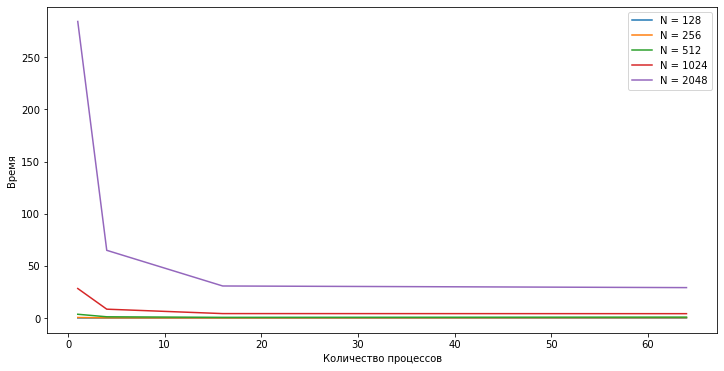 N = 128
N = 256
N = 512
N = 1024
N = 2048
250
200
150
100
50
0
Время
0 10 20 30 40 50 60
Количество процессов